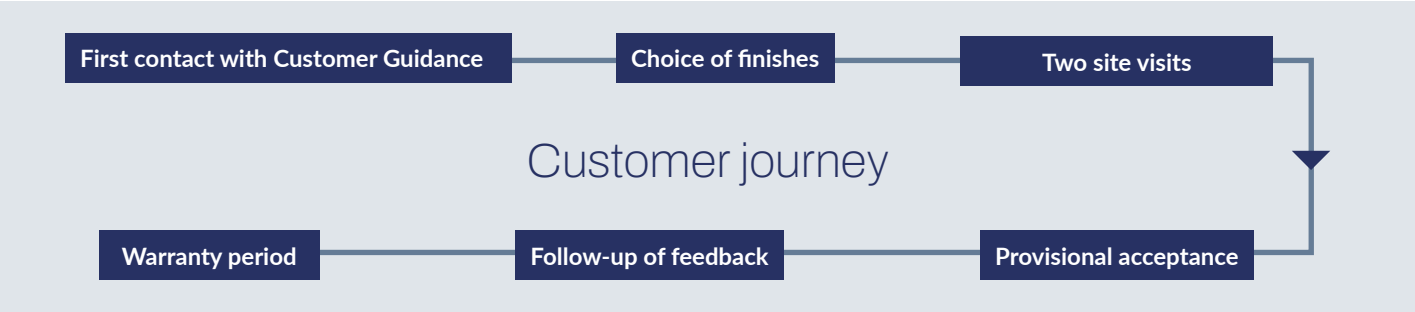 First contact with Customer Guidance
Choice of finishes
Two site visits
Customer journey
Warranty period
Follow-up of feedback
Provisional acceptance